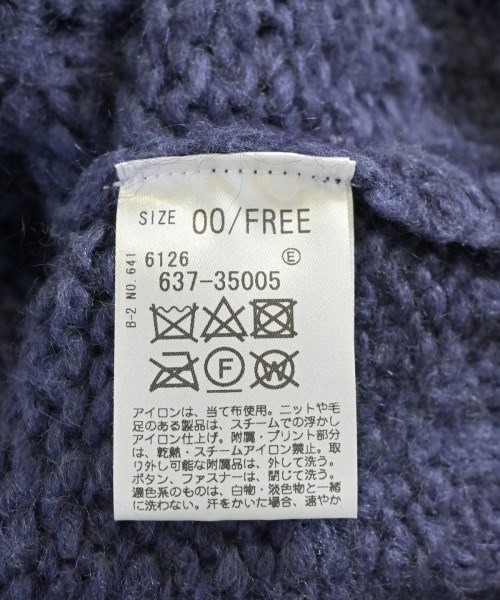 SIZE 00/FREE
6126 E
637-35005
B-2 NO. 641
F W
アイロンは、当て布使用。ニットや毛
足のある製品は、スチームでの浮かし
アイロン仕上げ。附属・プリント部分
は、乾熱・スチームアイロン禁止。取
り外し可能な附属品は、外して洗う。
ボタン、ファスナーは、閉じて洗う。
濃色系のものは、白物・淡色物と一緒
に洗わない。汗をかいた場合、速やか